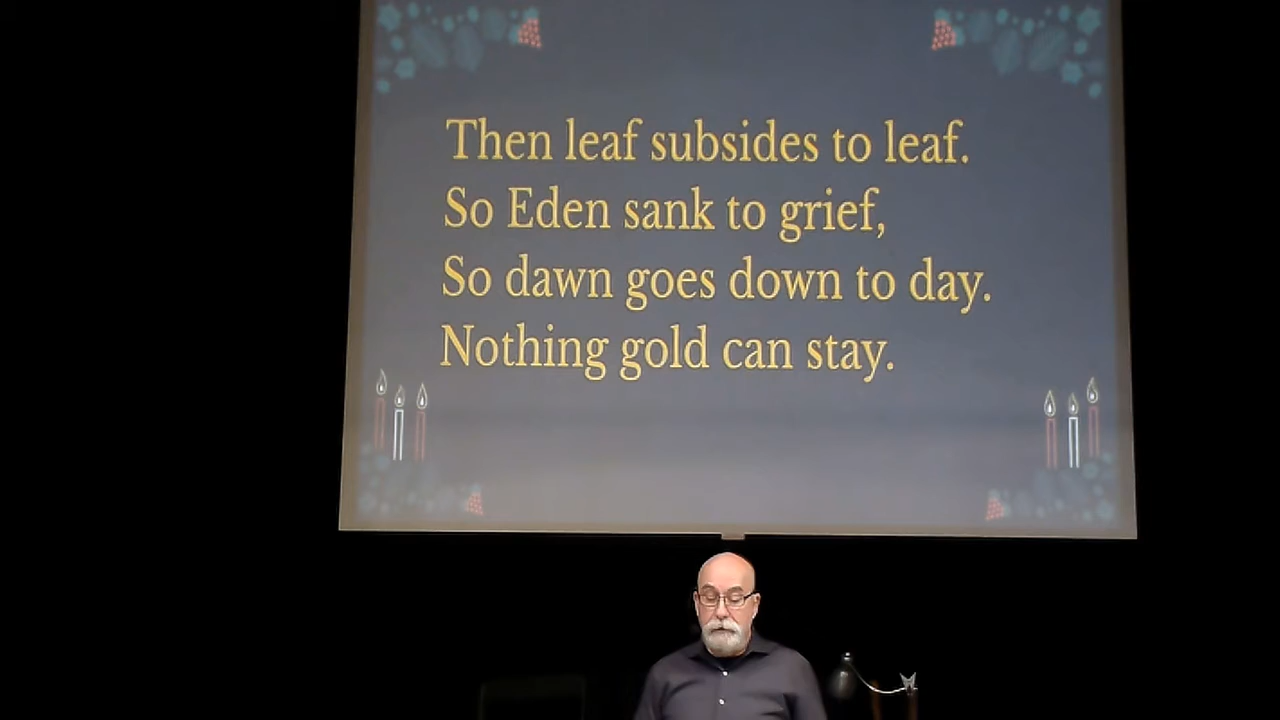 Then leaf subsides to leaf.
So Eden sank to grief,
So dawn goes down to day.
Nothing gold can stay.